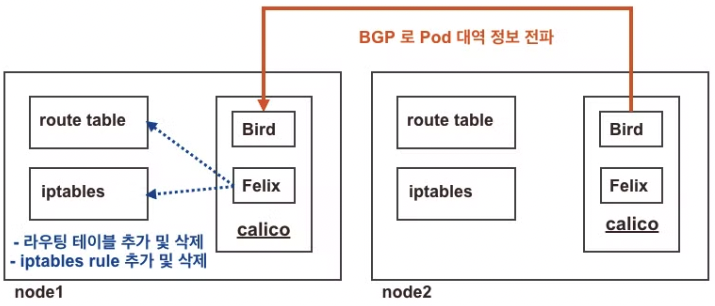 BGP 로 Pod 대역 정보 전파
route table
Bird
iptables
Felix
calico
- 라우팅 테이블 추가 및 삭제
- iptables rule 추가 및 삭제
node1
route table
Bird
iptables
Felix
calico
node2